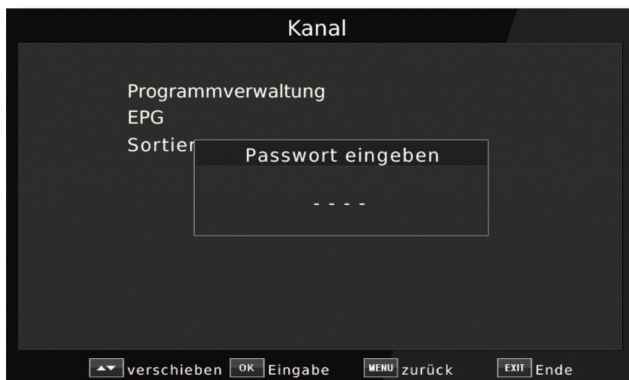 Kanal
Programmverwaltung
EPG
Sortier
Passwort eingeben
- - - -
verschieben OK Eingabe MENU zurück EXIT Ende